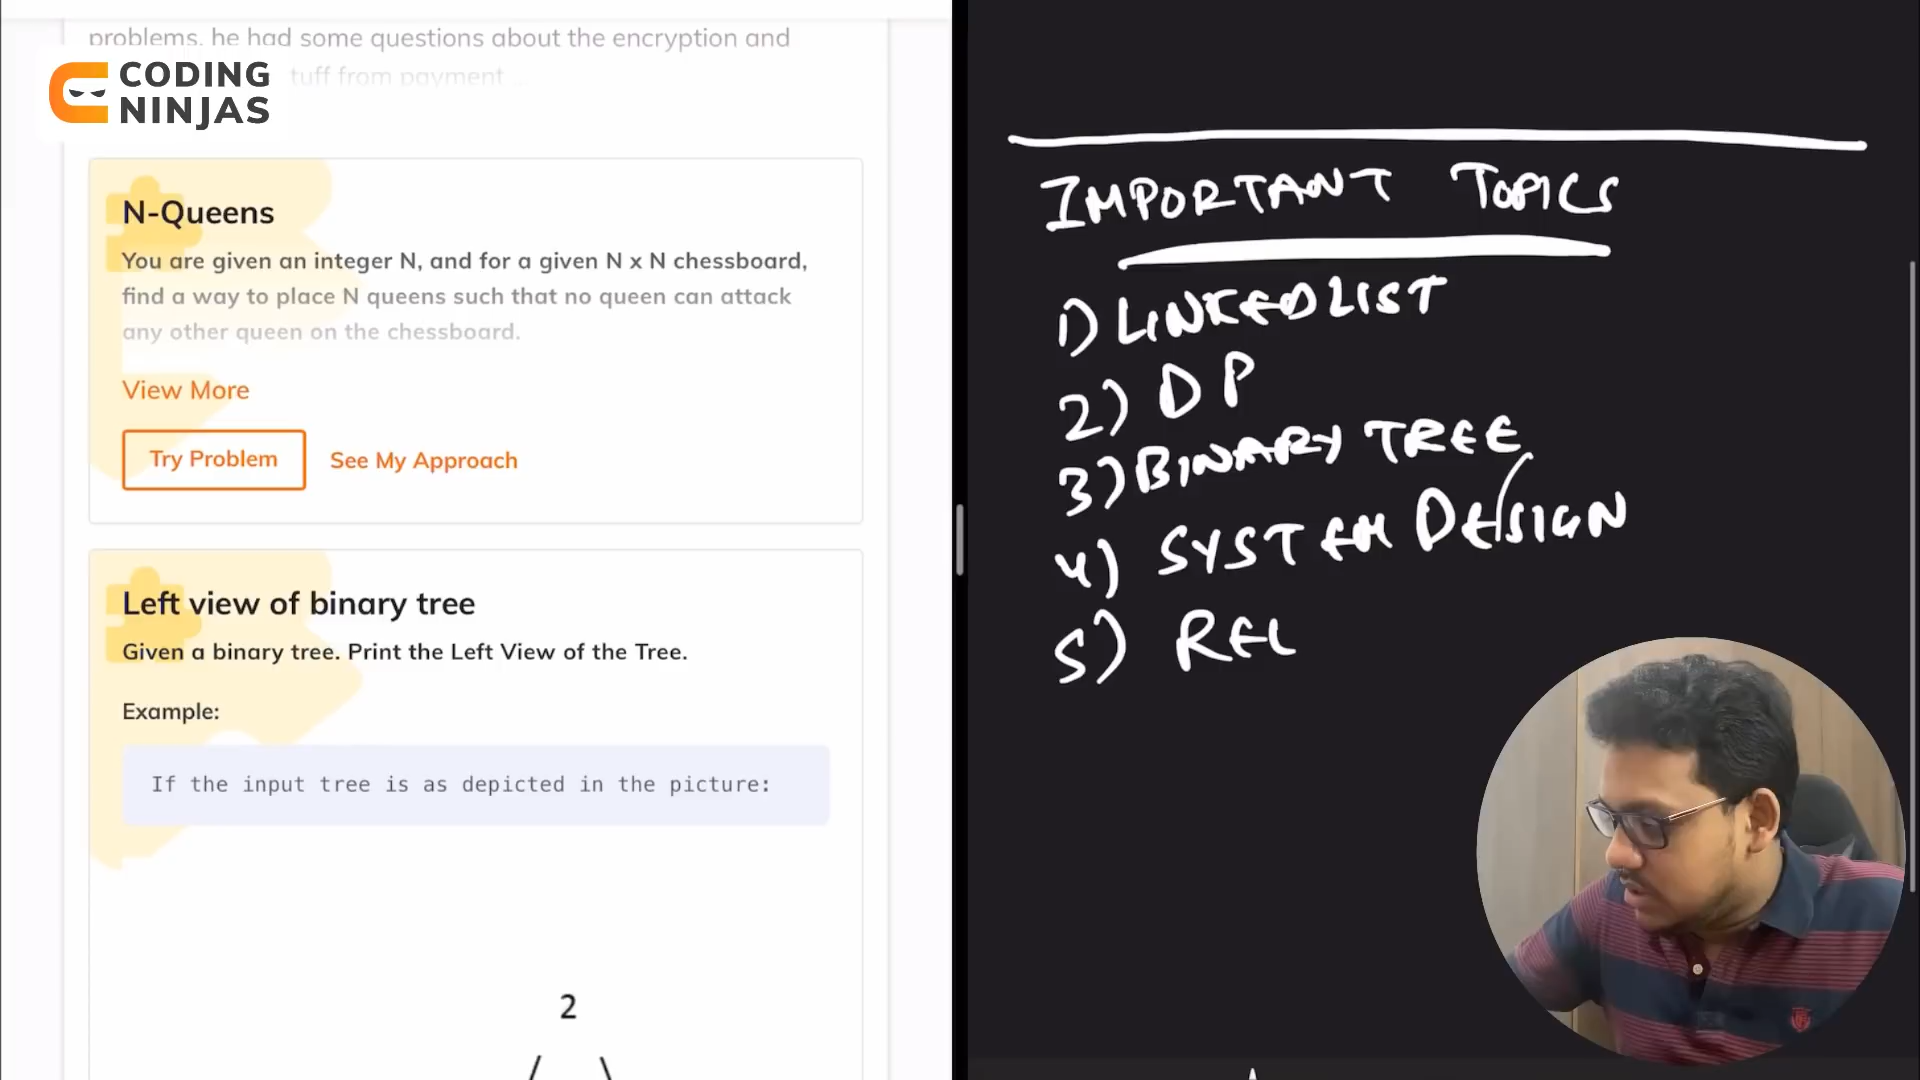 problems, he had some questions about the encryption and
tuff from payment ...
CODING
NINJAS
N-Queens
You are given an integer N, and for a given N x N chessboard,
find a way to place N queens such that no queen can attack
any other queen on the chessboard.
View More
Try Problem
See My Approach
Left view of binary tree
Given a binary tree. Print the Left View of the Tree.
Example:
If the input tree is as depicted in the picture:
2
/ \
IMPORTANT TOPICS
1) LINKEDLIST
2) DP
3) BINARY TREE
4) SYSTEM DESIGN
5) REC